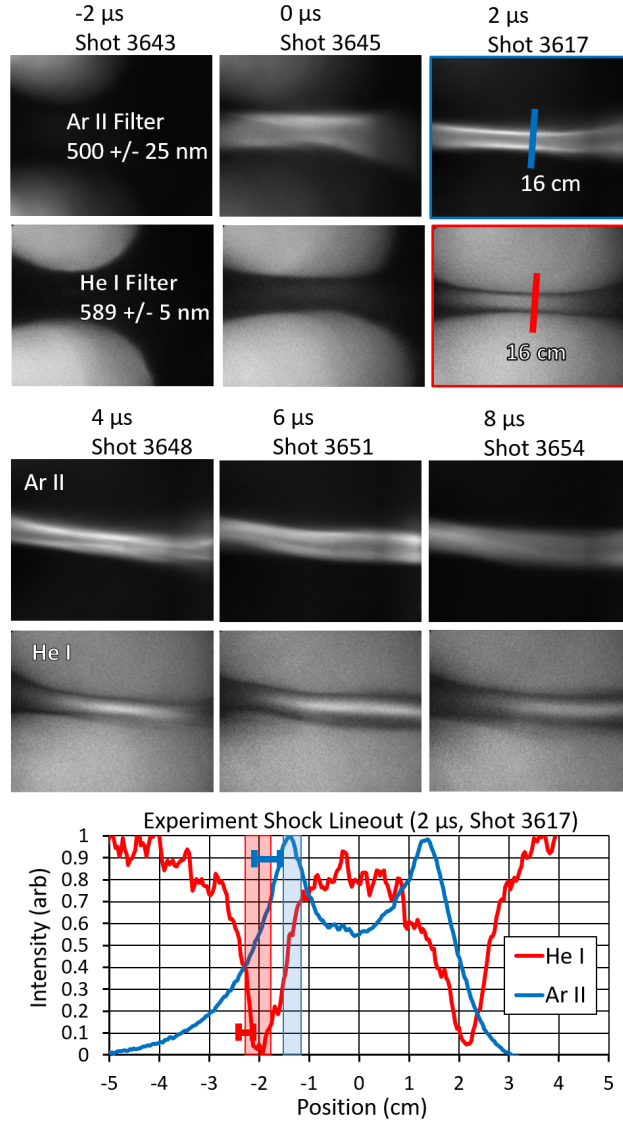 -2 µs
Shot 3643
0 µs
Shot 3645
2 µs
Shot 3617
Ar II Filter
500 +/- 25 nm
16 cm
He I Filter
589 +/- 5 nm
16 cm
4 µs
Shot 3648
6 µs
Shot 3651
8 µs
Shot 3654
Ar II
He I
Experiment Shock Lineout (2 µs, Shot 3617)
Intensity (arb)
1
0.9
0.8
0.7
0.6
0.5
0.4
0.3
0.2
0.1
0
He I
Ar II
-5 -4 -3 -2 -1 0 1 2 3 4 5
Position (cm)